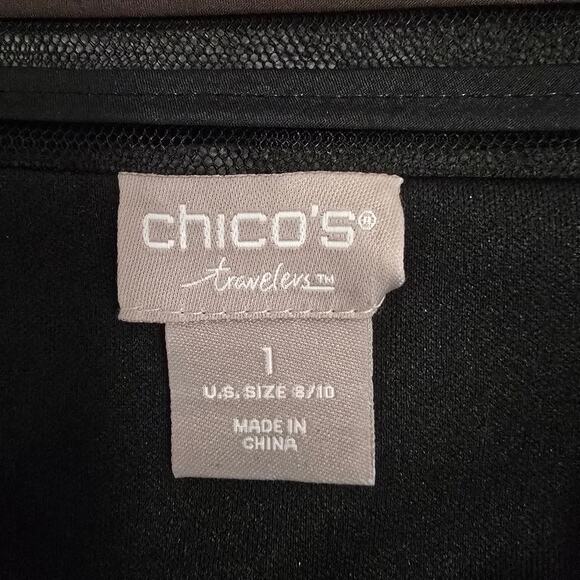 chico's®
travelers™
1
U.S. SIZE 8/10
MADE IN
CHINA